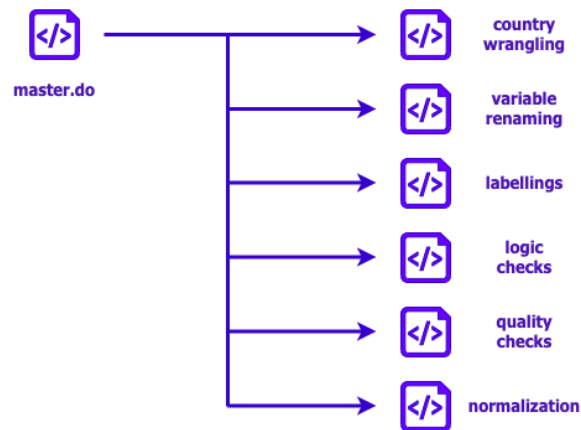 </>
master.do
</>
country
wrangling
</>
variable
renaming
</>
labellings
</>
logic
checks
</>
quality
checks
</>
normalization